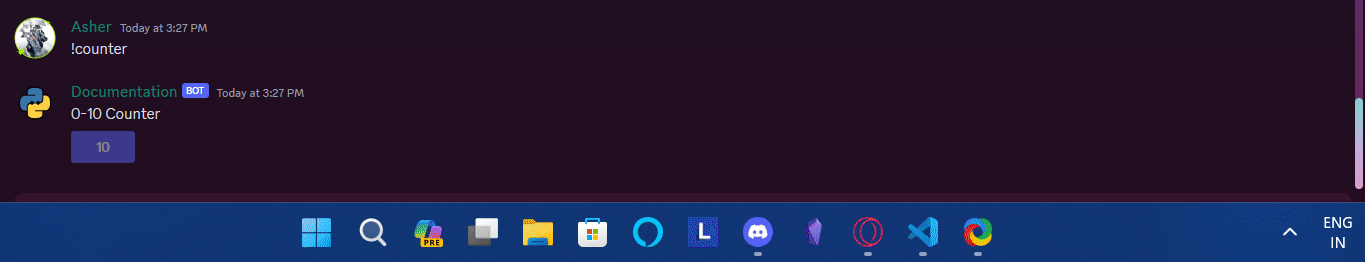 Asher Today at 3:27 PM
!counter
Documentation BOT Today at 3:27 PM
0-10 Counter
10
PRE
L
ENG
IN